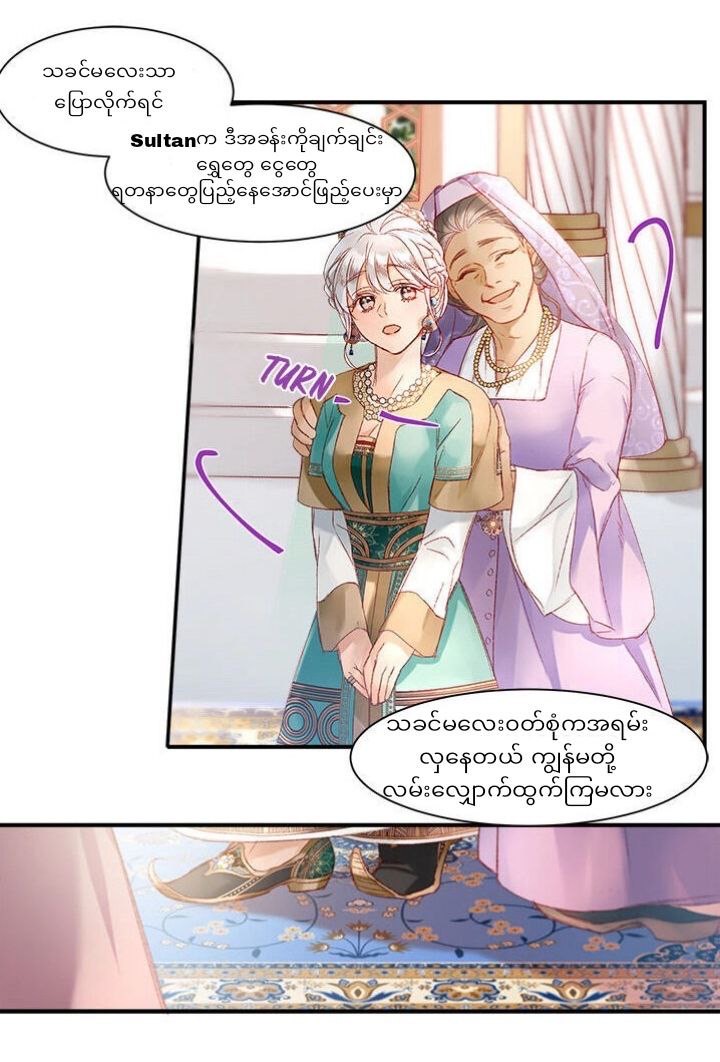 သခင်မလေးသာ
ပြောလိုက်ရင်
Sultanက ဒီအခန်းကိုချက်ချင်း
ရွှေတွေ ငွေတွေ
ရတနာတွေပြည့်နေအောင်ဖြည့်ပေးမှာ
TURN-
သခင်မလေးဝတ်စုံကအရမ်း
လှနေတယ် ကျွန်မတို့
လမ်းလျှောက်ထွက်ကြမလား